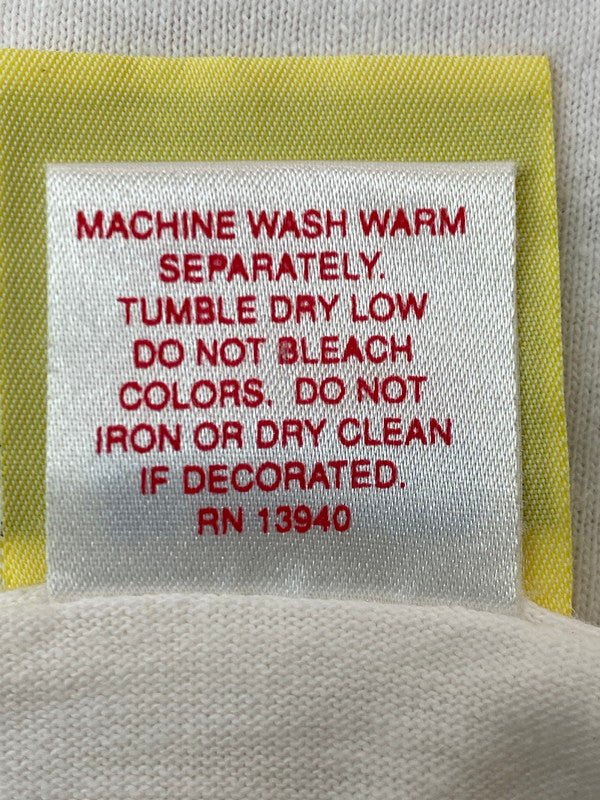 MACHINE WASH WARM
SEPARATELY.
TUMBLE DRY LOW
DO NOT BLEACH
COLORS. DO NOT
IRON OR DRY CLEAN
IF DECORATED.
RN 13940